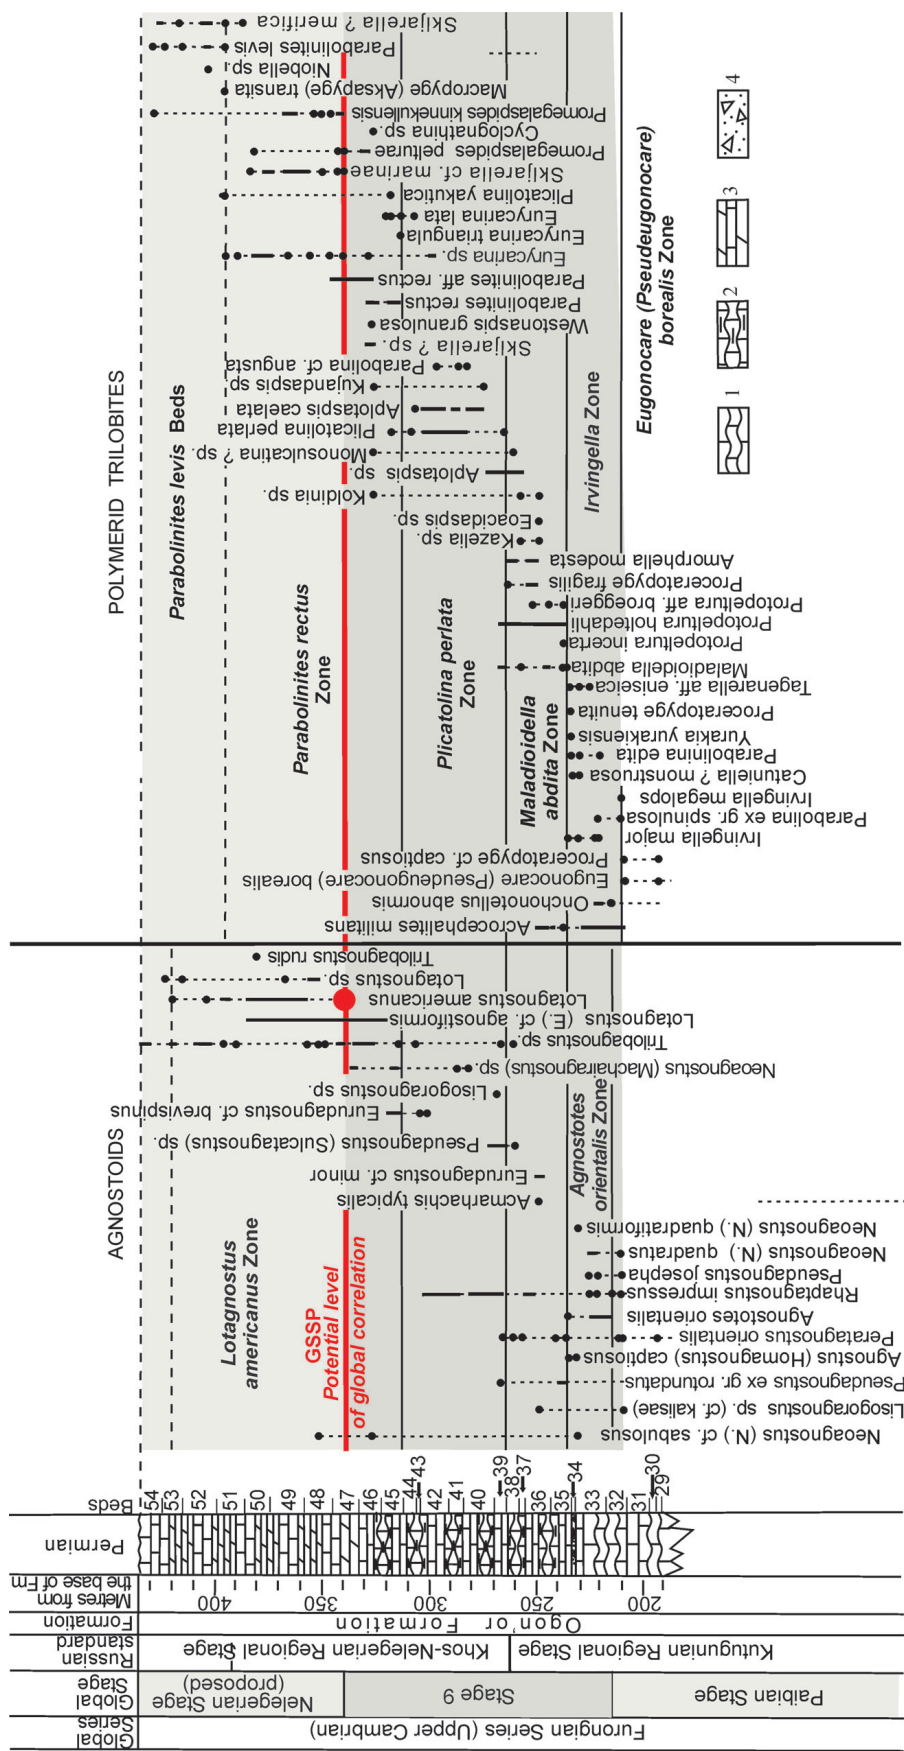 POLYMERID TRILOBITES
Skljarella ? merifica
Parabolinites levis
Niobella sp.
Macropyge (Aksapyge) transita
Promegalaspides kinnekullensis
Cyclognathina sp.
Promegalaspides pelturae
Skljarella cf. marinae
Plicatolina yakutica
Eurycarina lata
Eurycarina triangula
Eurycarina sp.
Parabolinites rectus aff. rectus
Parabolinites rectus
Westonaspis granulosa
Skljarella ? sp.
Parabolina cf. angusta
Kujandaspis sp.
Aplotaspis caelata
Plicatolina perlata
Monosulcatina ? sp.
Aplotaspis sp.
Koldinia sp.
Eoacidaspis sp.
Kazelia sp.
Amorphella modesta
Proceratopyge fragilis
Protopeltura aff. broeggeri
Protopeltura holtedahli
Protopeltura incerta
Maladioidella abdita
Tagenarella aff. eniseica
Proceratopyge tenuita
Yurakia yurakiensis
Parabolinina edita
Catuniella ? monstruosa
Irvingella megalops
Parabolina ex gr. spinulosa
Irvingella major
Proceratopyge cf. captiosus
Eugonocare (Pseudeugonocare) borealis
Onchonotellus abnormis
Acrocephalites militans
Parabolinites levis Beds
Parabolinites rectus
Zone
Plicatolina perlata
Zone
Maladioidella
abdita Zone
Irvingella Zone
Eugonocare (Pseudeugonocare)
borealis Zone
1
2
3
4
AGNOSTOIDS
Trilobagnostus rudis
Lotagnostus sp.
Lotagnostus americanus
Lotagnostus (E.) cf. agnostiformis
Trilobagnostus sp.
Neoagnostus (Machairagnostus) sp.
Lisogoragnostus sp.
Eurudagnostus cf. brevispinus
Pseudagnostus (Sulcatagnostus) sp.
Eurudagnostus cf. minor
Acmarhachis typicalis
Neoagnostus (N.) quadratiformis
Neoagnostus (N.) quadratus
Pseudagnostus josepha
Rhaptagnostus impressus
Agnostotes orientalis
Peratagnostus orientalis
Agnostus (Homagnostus) captiosus
Pseudagnostus ex gr. rotundatus
Lisogoragnostus sp. (cf. kalisae)
Neoagnostus (N.) cf. sabulosus
Lotagnostus
americanus Zone
GSSP
Potential level
of global correlation
Agnostotes
orientalis Zone
Beds
54
53
52
51
50
49
48
47
46
45
44
43
42
41
40
39
38
37
36
35
34
33
32
31
30
29
Permian
Metres from
the base of Fm
400
350
300
250
200
Formation
Ogon'or Formation
Russian
standard
Khos-Nelegerian Regional Stage
Kutugunian Regional Stage
Global
Stage
Nelegerian Stage
(proposed)
Stage 9
Paibian Stage
Global
Series
Furongian Series (Upper Cambrian)